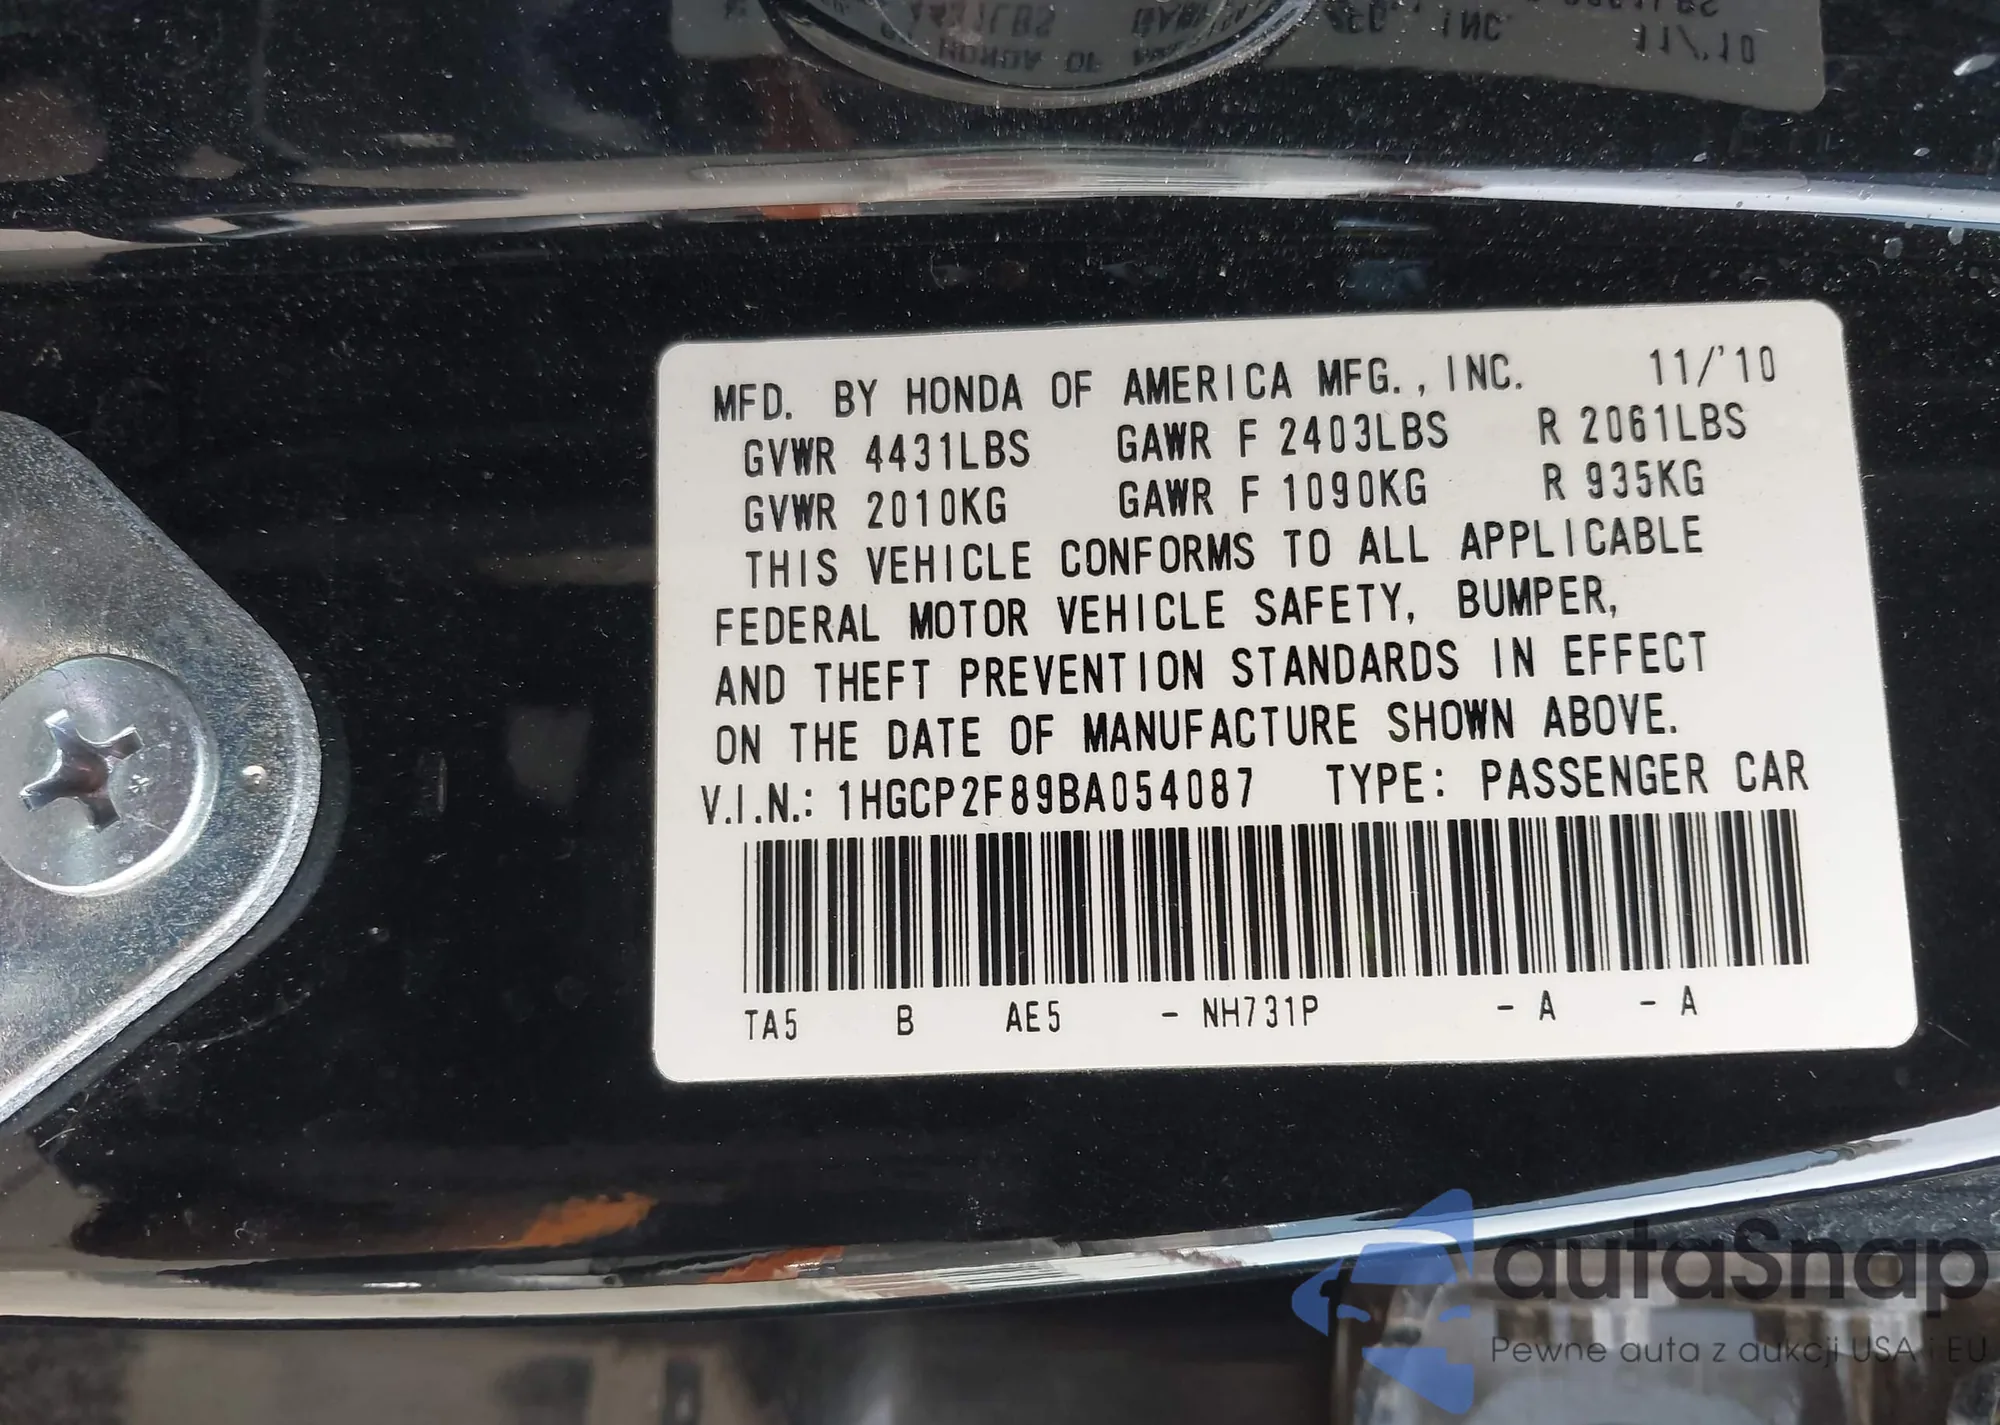 MFD. BY HONDA OF AMERICA MFG., INC. 11/'10
GVWR 4431LBS GAWR F 2403LBS R 2061LBS
GVWR 2010KG GAWR F 1090KG R 935KG
THIS VEHICLE CONFORMS TO ALL APPLICABLE
FEDERAL MOTOR VEHICLE SAFETY, BUMPER,
AND THEFT PREVENTION STANDARDS IN EFFECT
ON THE DATE OF MANUFACTURE SHOWN ABOVE.
V.I.N.: 1HGCP2F89BA054087 TYPE: PASSENGER CAR
TA5 B AE5 - NH731P - A - A
autaSnap
Pewne auta z aukcji USA i EU